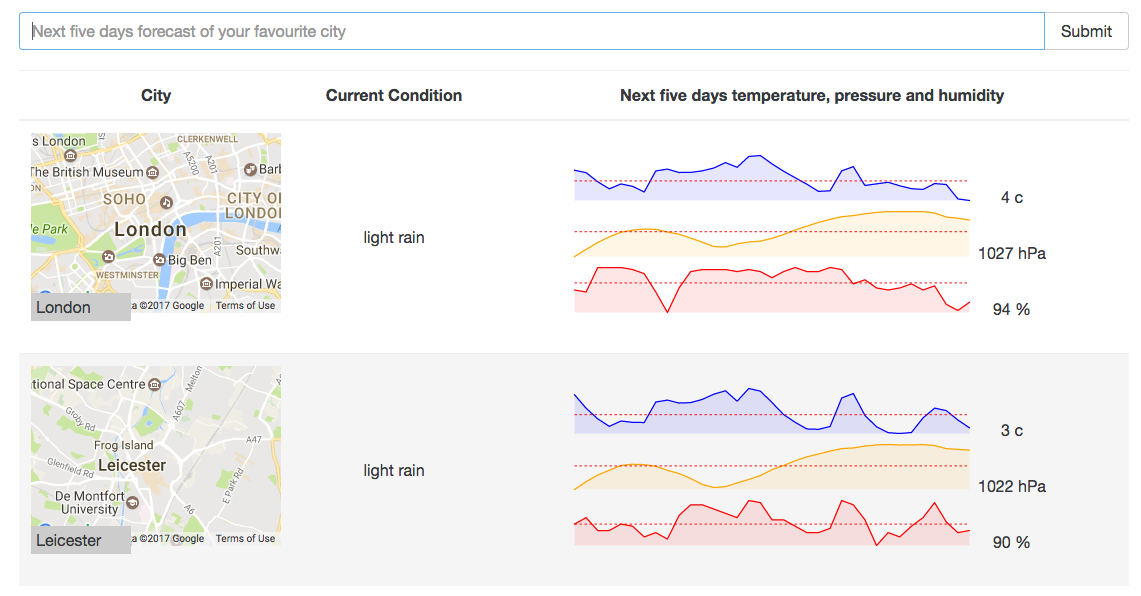 Next five days forecast of your favourite city
Submit
City
Current Condition
Next five days temperature, pressure and humidity
s London
CLERKENWELL
The British Museum
A5200
A201
Barb
ON
SOHO
CITY O
LONDO
e Park
London
A201
Southw
Big Ben
WESTMINSTER
Imperial Wa
London
ta ©2017 Google
Terms of Use
light rain
4 c
1027 hPa
94 %
tional Space Centre
Melton
A607
Groby Rd
Frog Island
A47
Glenfield Rd
Leicester
E Park Rd
De Montfort
University
A6
Leicester
ta ©2017 Google
Terms of Use
light rain
3 c
1022 hPa
90 %